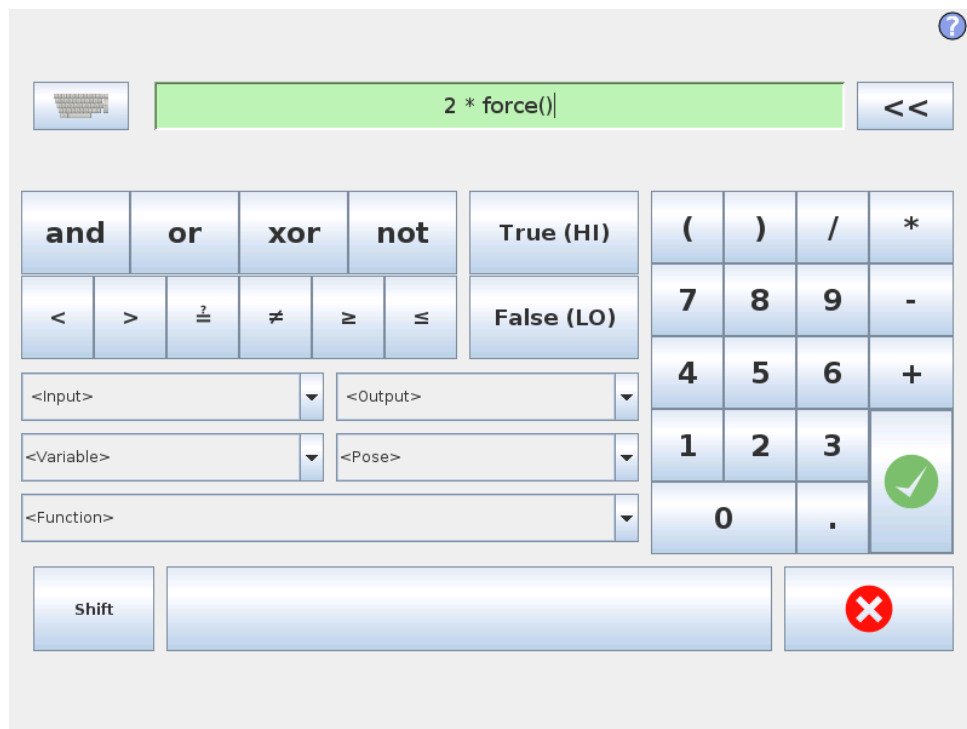 ?
2 * force()
<<
and or xor not True (HI) ( ) / *
< > ≟ ≠ ≥ ≤ False (LO) 7 8 9 -
<Input> <Output> 4 5 6 +
<Variable> <Pose> 1 2 3
<Function> 0 .
Shift